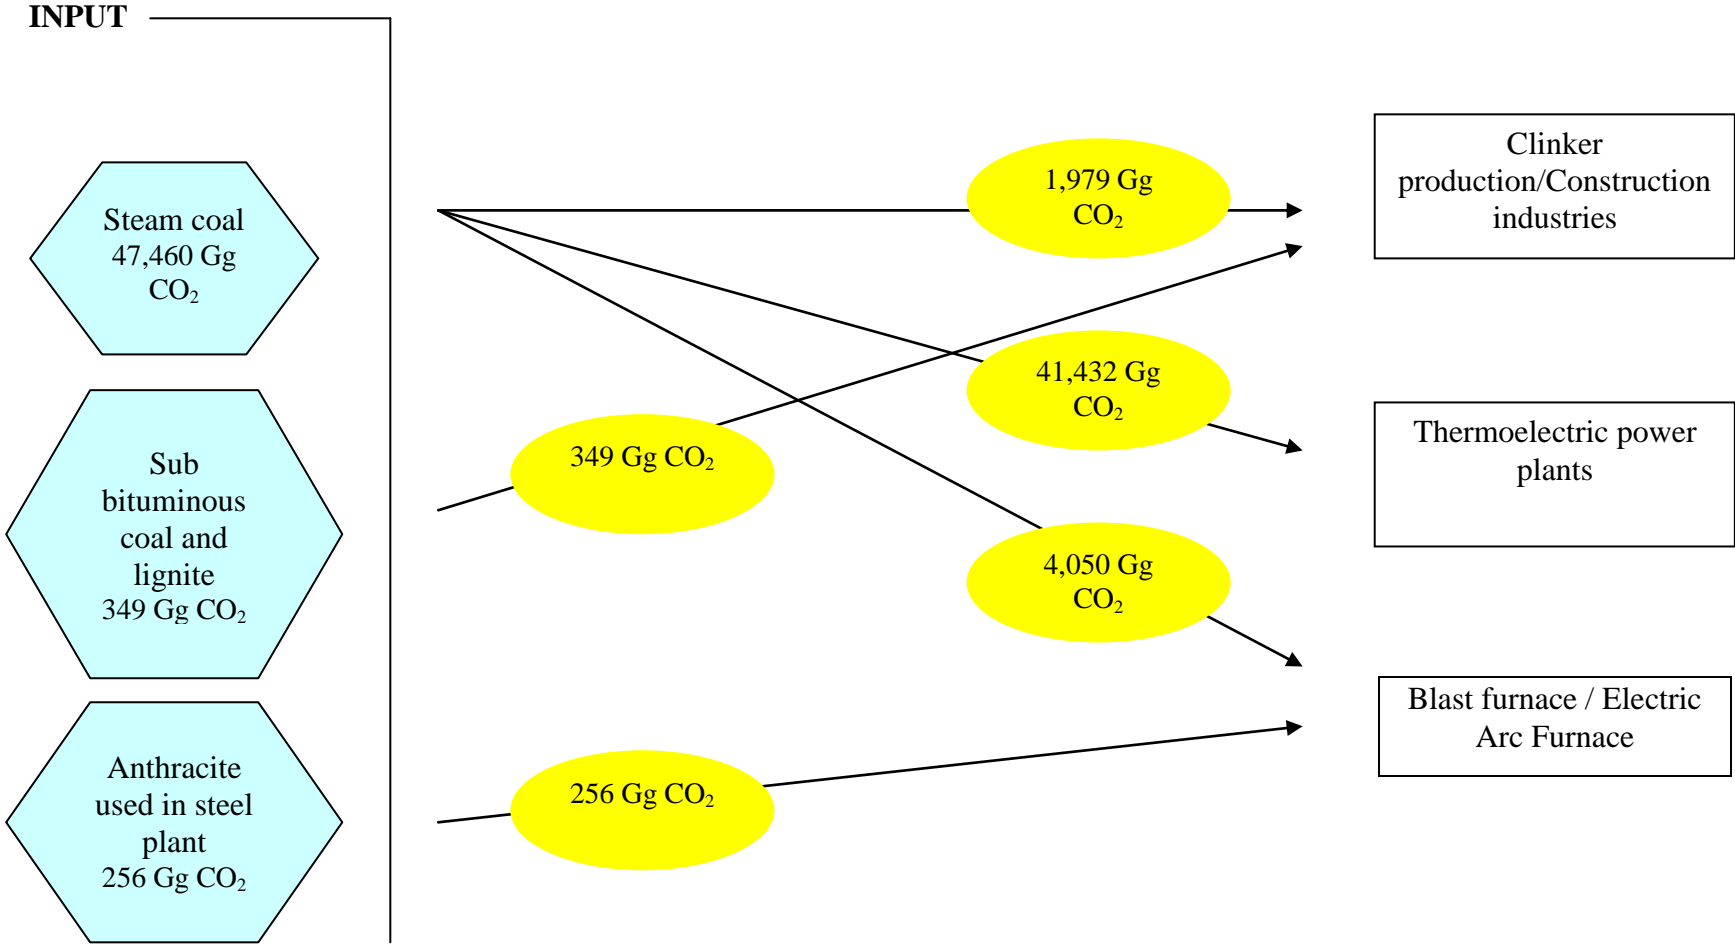 INPUT
Steam coal
47,460 Gg
CO₂
Sub
bituminous
coal and
lignite
349 Gg CO₂
Anthracite
used in steel
plant
256 Gg CO₂
1,979 Gg
CO₂
41,432 Gg
CO₂
349 Gg CO₂
4,050 Gg
CO₂
256 Gg CO₂
Clinker
production/Construction
industries
Thermoelectric power
plants
Blast furnace / Electric
Arc Furnace